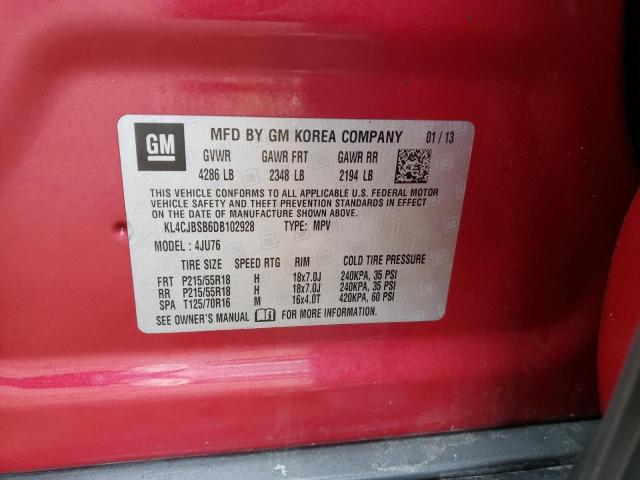 GM MFD BY GM KOREA COMPANY 01 / 13
GVWR GAWR FRT GAWR RR
4286 LB 2348 LB 2194 LB
THIS VEHICLE CONFORMS TO ALL APPLICABLE U.S. FEDERAL MOTOR
VEHICLE SAFETY AND THEFT PREVENTION STANDARDS IN EFFECT
ON THE DATE OF MANUFACTURE SHOWN ABOVE.
KL4CJBSB6DB102928 TYPE: MPV
MODEL : 4JU76
TIRE SIZE SPEED RTG RIM COLD TIRE PRESSURE
FRT P215/55R18 H 18x7.0J 240KPA, 35 PSI
RR P215/55R18 H 18x7.0J 240KPA, 35 PSI
SPA T125/70R16 M 16x4.0T 420KPA, 60 PSI
SEE OWNER'S MANUAL FOR MORE INFORMATION.